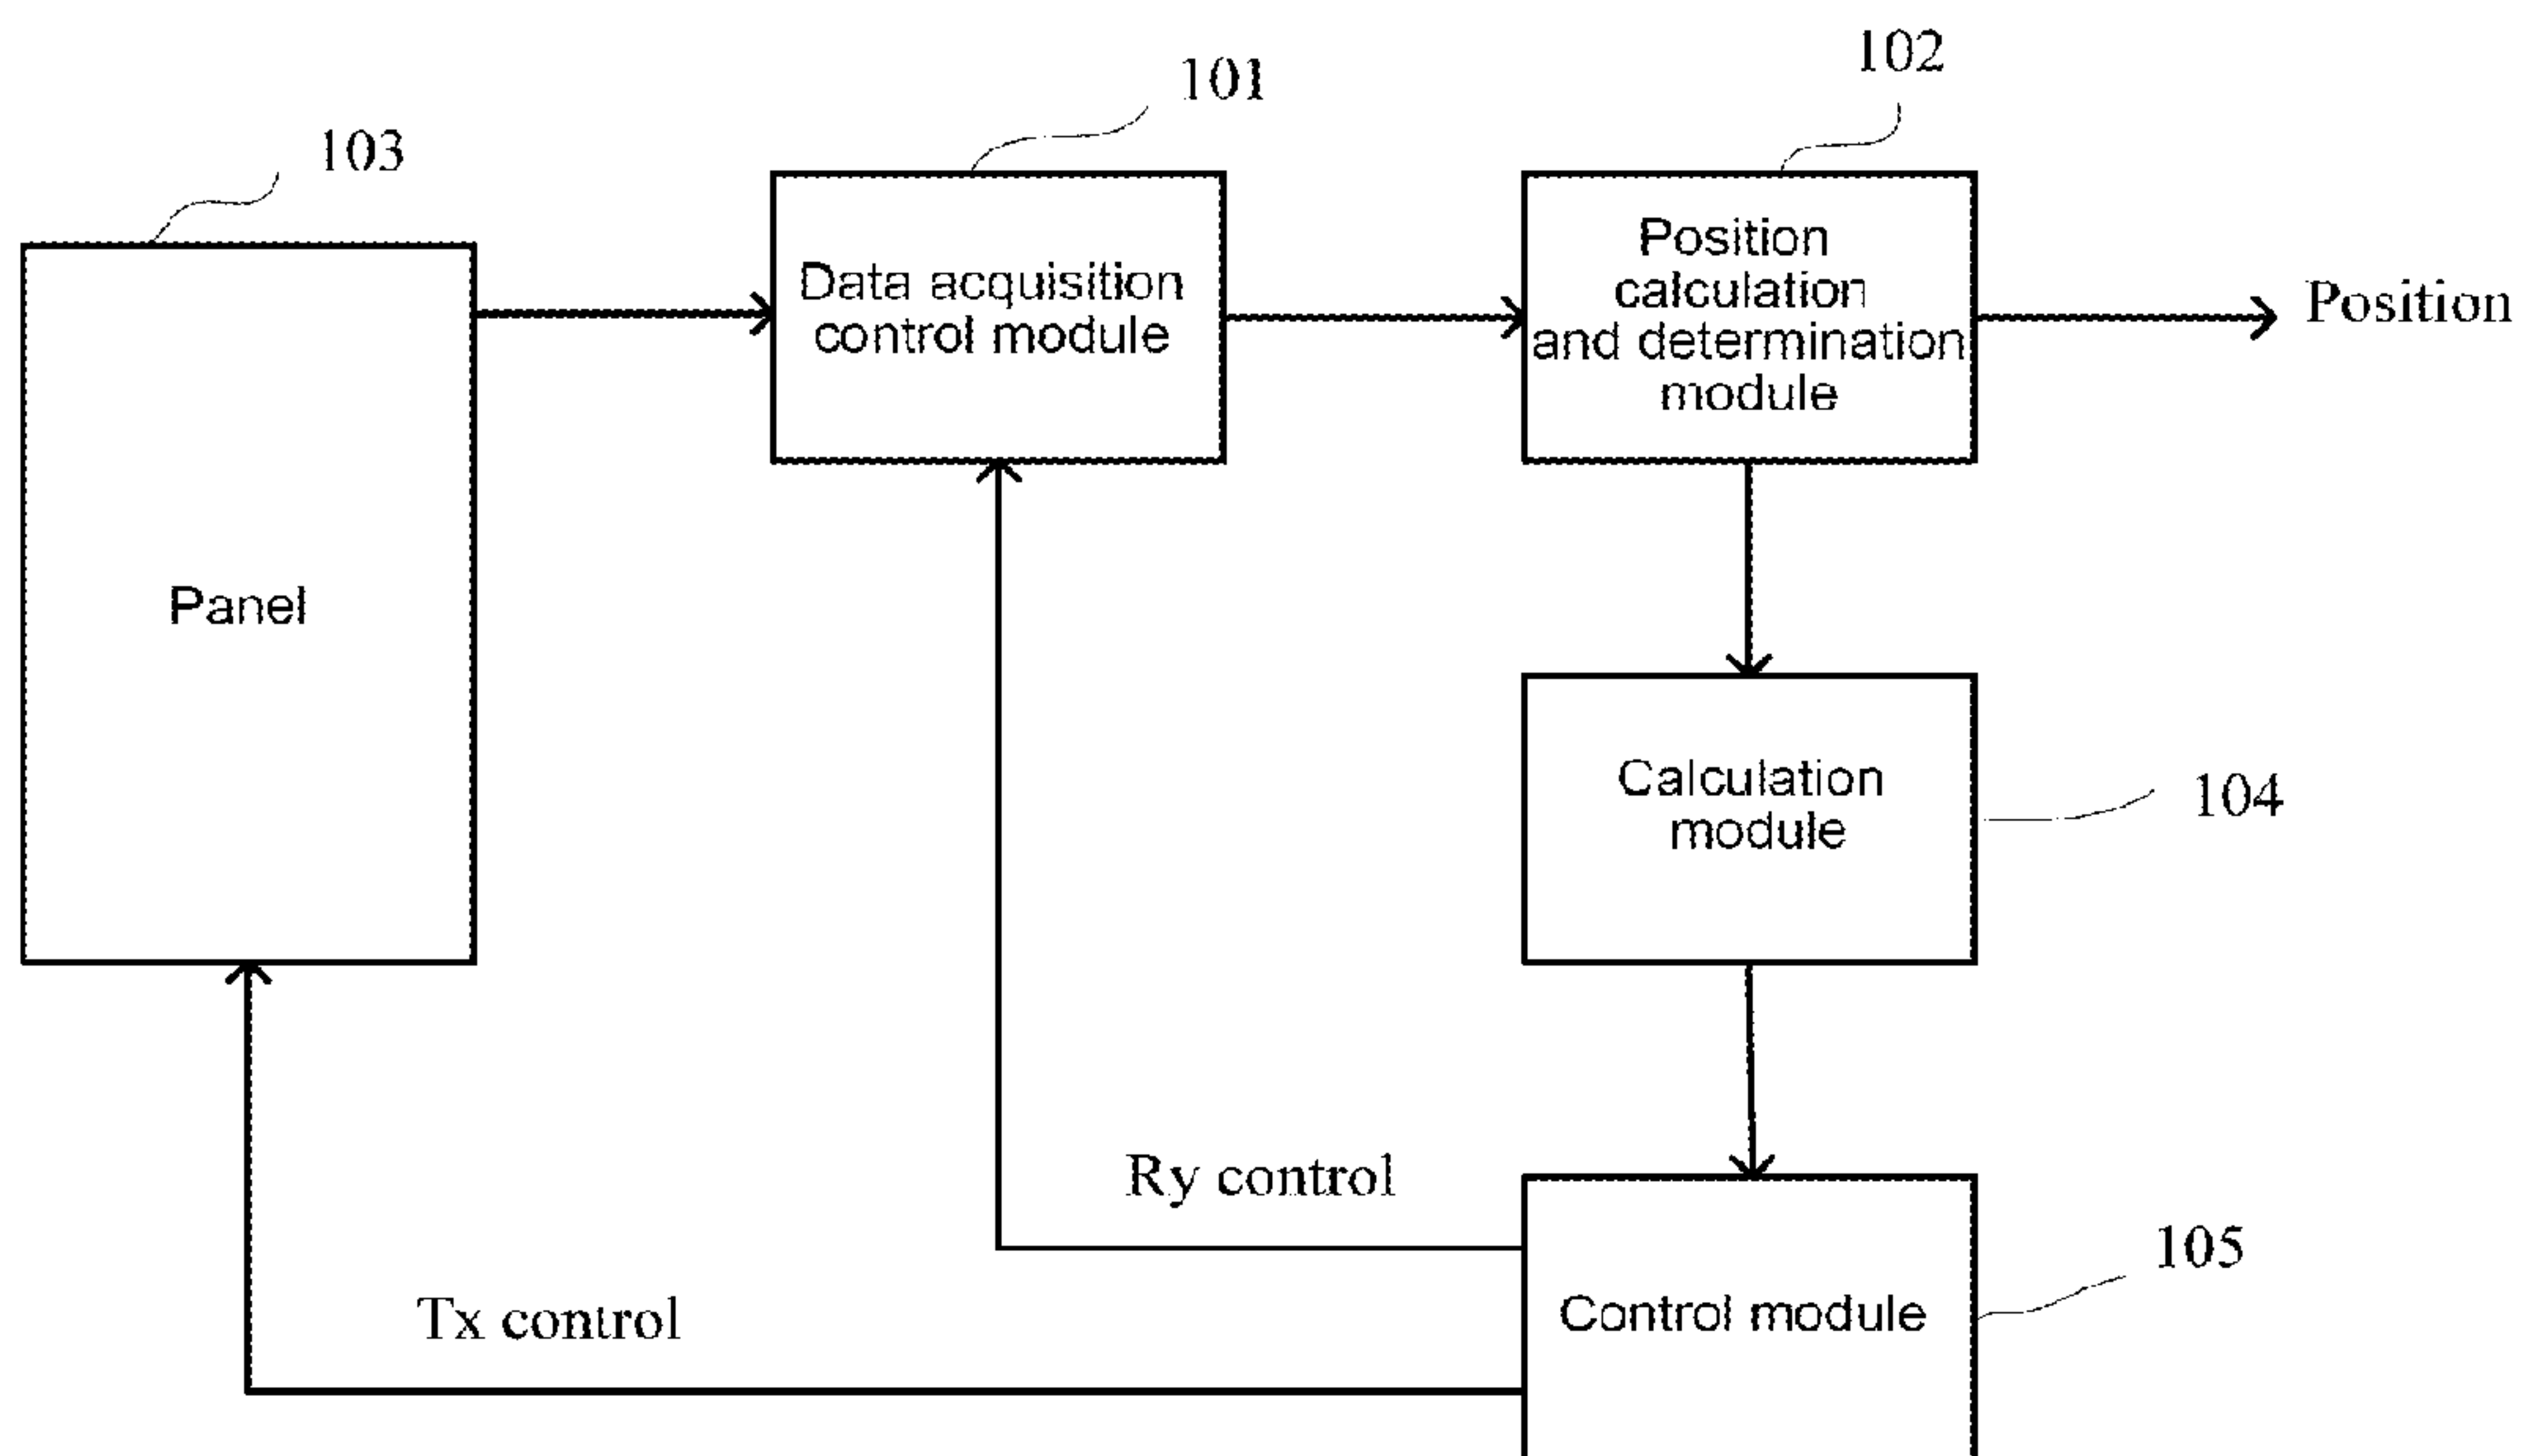 102
101
103
Position
calculation
and determination
module
Data acquisition
control module
Position
Panel
Calculation
module
104
Ry control
105
Tx control
Control module